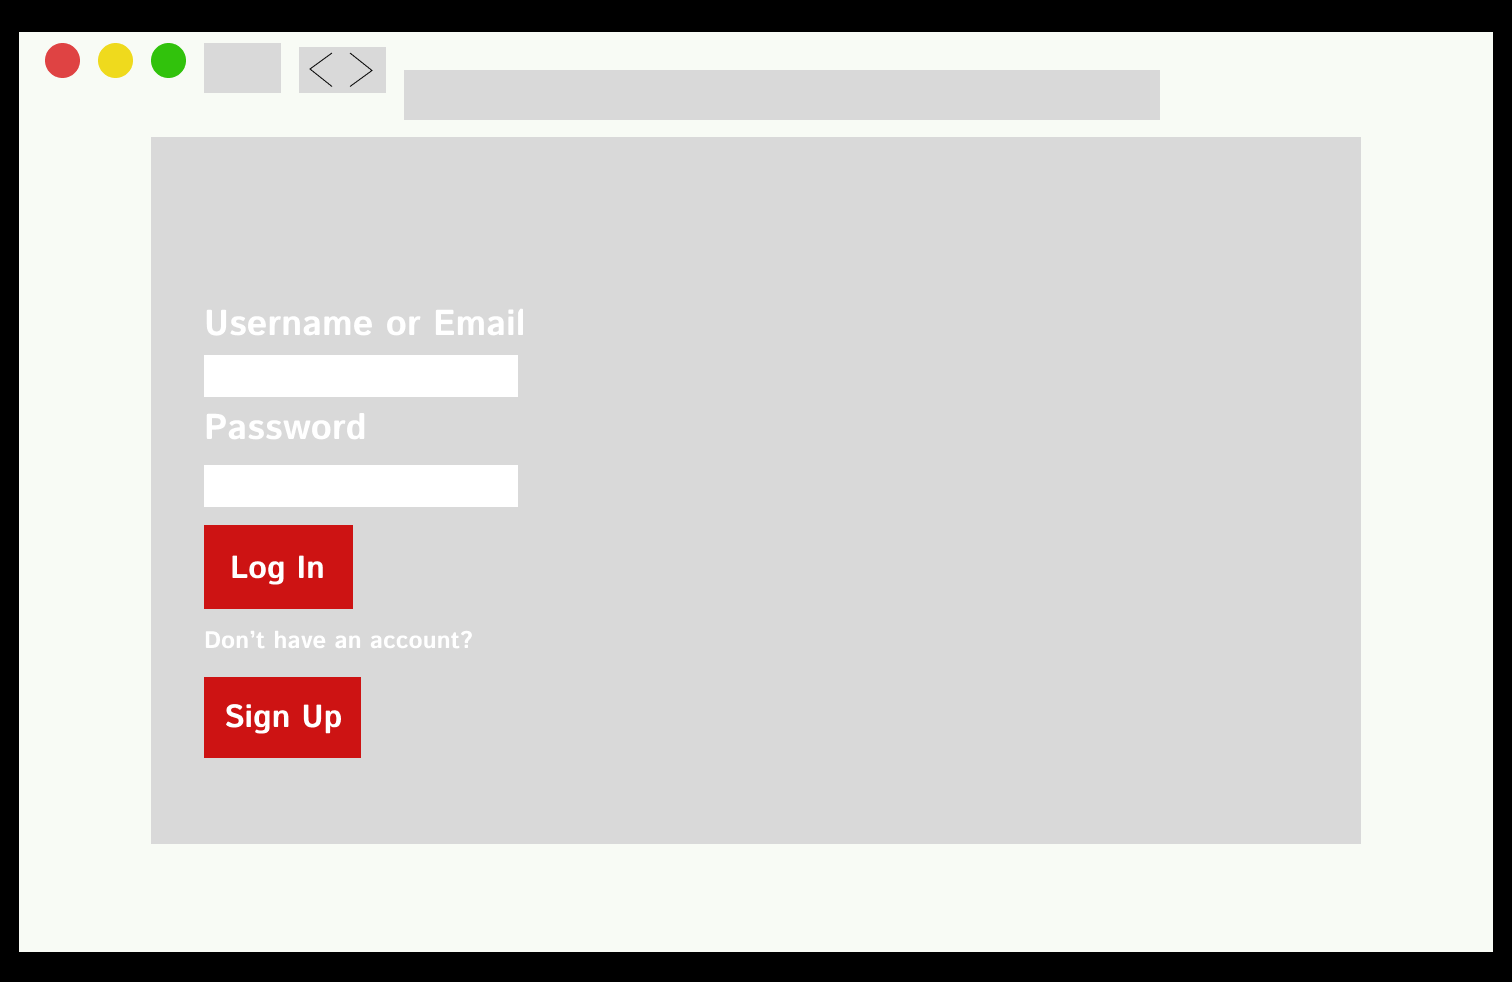 Username or Email
Password
Log In
Don’t have an account?
Sign Up